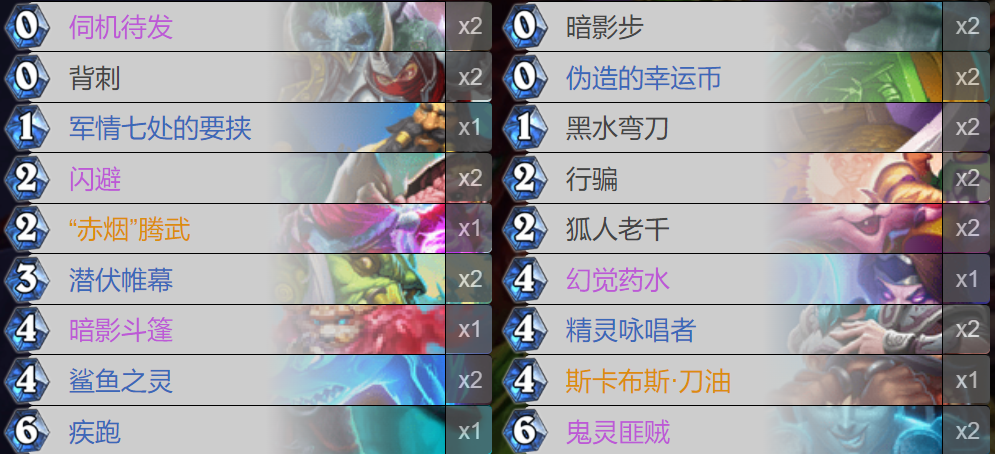 0 伺机待发 x2
0 背刺 x2
1 军情七处的要挟 x1
2 闪避 x2
2 “赤烟”腾武 x1
3 潜伏帷幕 x2
4 暗影斗篷 x1
4 鲨鱼之灵 x2
6 疾跑 x1
0 暗影步 x2
0 伪造的幸运币 x2
1 黑水弯刀 x2
2 行骗 x2
2 狐人老千 x2
4 幻觉药水 x1
4 精灵咏唱者 x2
4 斯卡布斯·刀油 x1
6 鬼灵匪贼 x2